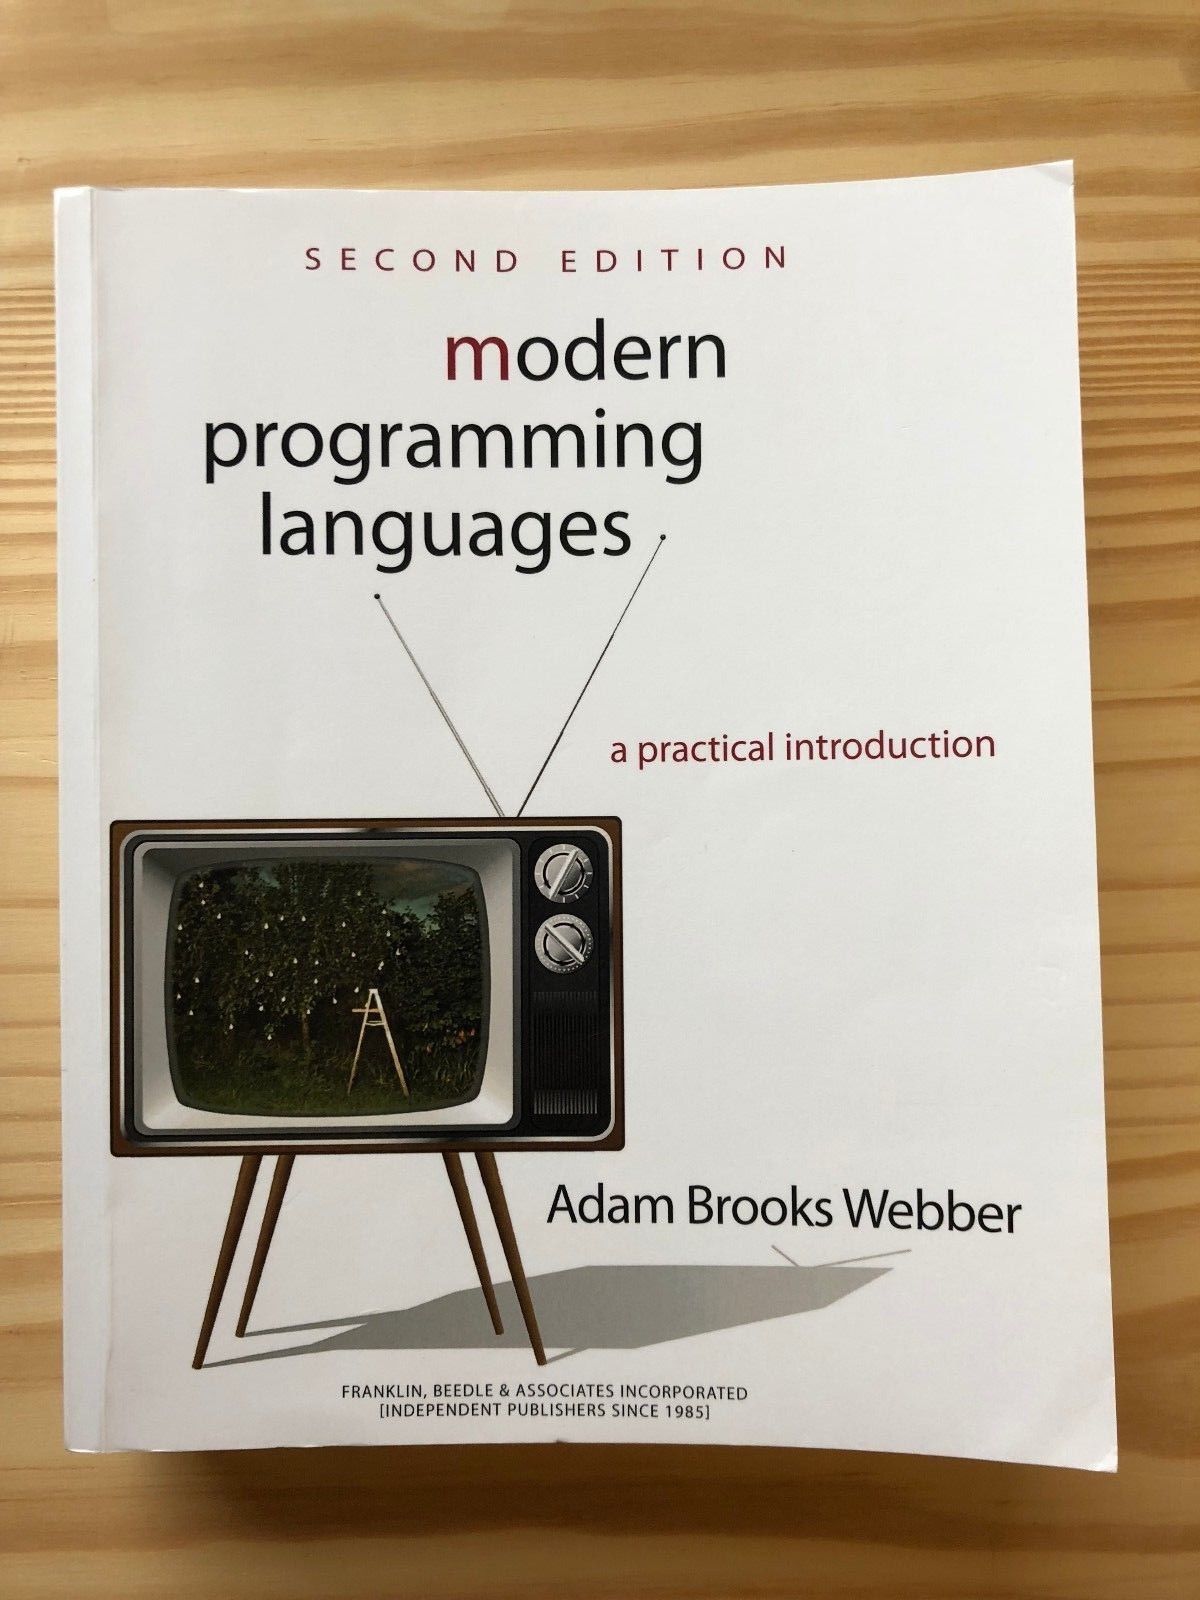 SECOND EDITION
modern
programming
languages
a practical introduction
Adam Brooks Webber
FRANKLIN, BEEDLE & ASSOCIATES INCORPORATED
[INDEPENDENT PUBLISHERS SINCE 1985]